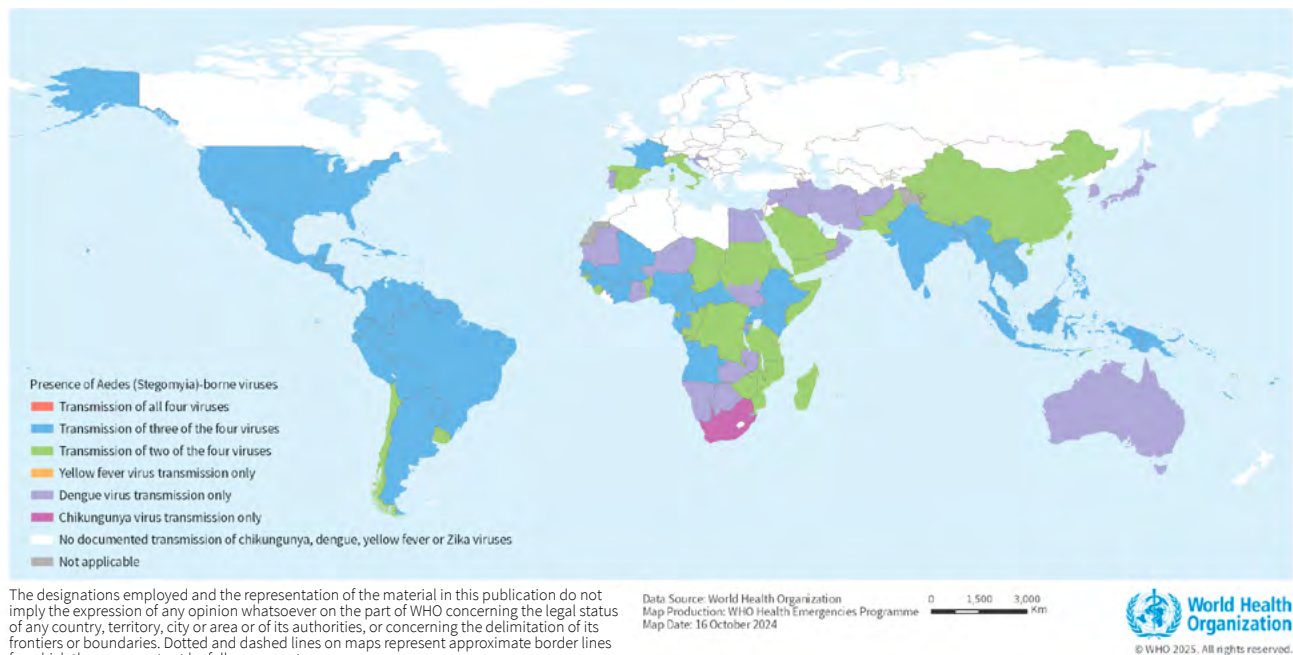 Presence of Aedes (Stegomyia)-borne viruses
Transmission of all four viruses
Transmission of three of the four viruses
Transmission of two of the four viruses
Yellow fever virus transmission only
Dengue virus transmission only
Chikungunya virus transmission only
No documented transmission of chikungunya, dengue, yellow fever or Zika viruses
Not applicable
The designations employed and the representation of the material in this publication do not
imply the expression of any opinion whatsoever on the part of WHO concerning the legal status
of any country, territory, city or area or of its authorities, or concerning the delimitation of its
frontiers or boundaries. Dotted and dashed lines on maps represent approximate border lines
Data Source: World Health Organization
Map Production: WHO Health Emergencies Programme
Map Date: 16 October 2024
0 1,500 3,000
Km
World Health
Organization
© WHO 2025. All rights reserved.